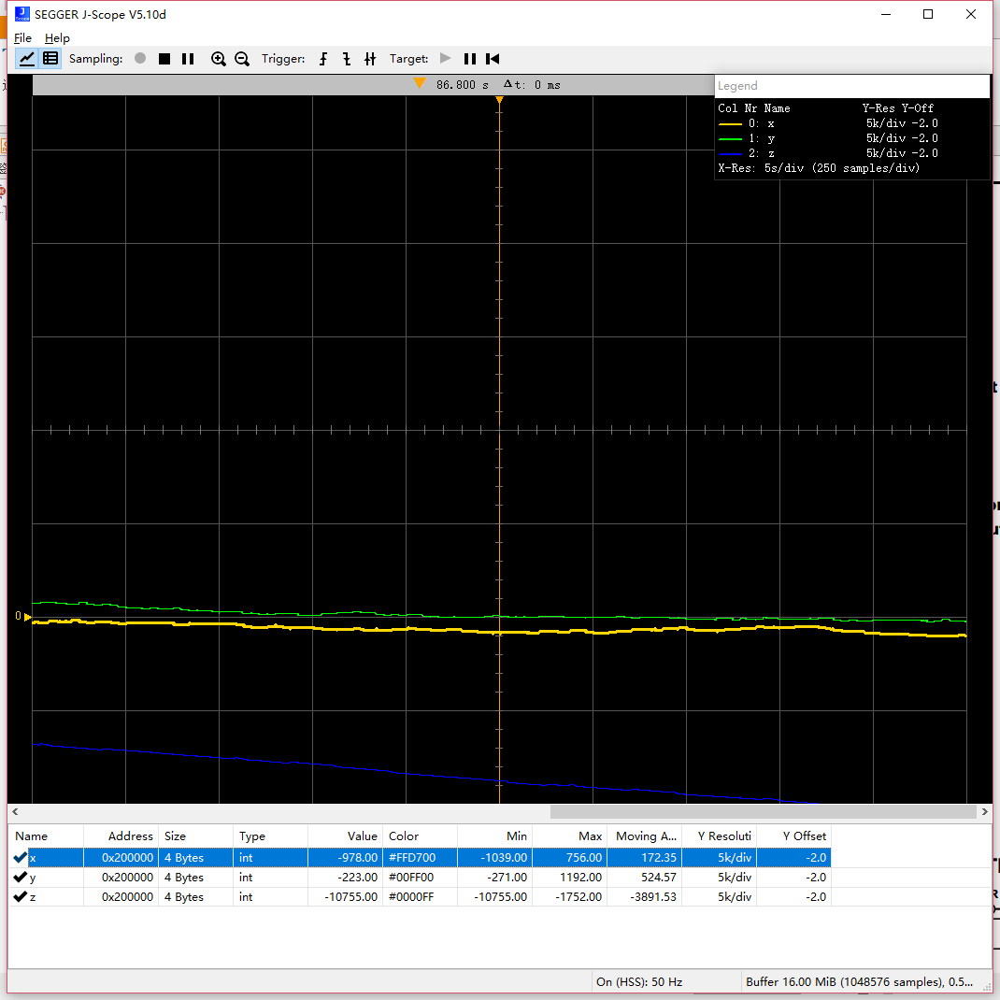 SEGGER J-Scope V5.10d
File Help
Sampling: Trigger: Target:
86.800 s Δt: 0 ms
Legend
Col Nr Name Y-Res Y-Off
0: x 5k/div -2.0
1: y 5k/div -2.0
2: z 5k/div -2.0
X-Res: 5s/div (250 samples/div)
0
Name Address Size Type Value Color Min Max Moving A... Y Resoluti Y Offset
x 0x200000 4 Bytes int -978.00 #FFD700 -1039.00 756.00 172.35 5k/div -2.0
y 0x200000 4 Bytes int -223.00 #00FF00 -271.00 1192.00 524.57 5k/div -2.0
z 0x200000 4 Bytes int -10755.00 #0000FF -10755.00 -1752.00 -3891.53 5k/div -2.0
On (HSS): 50 Hz Buffer 16.00 MiB (1048576 samples), 0.5...